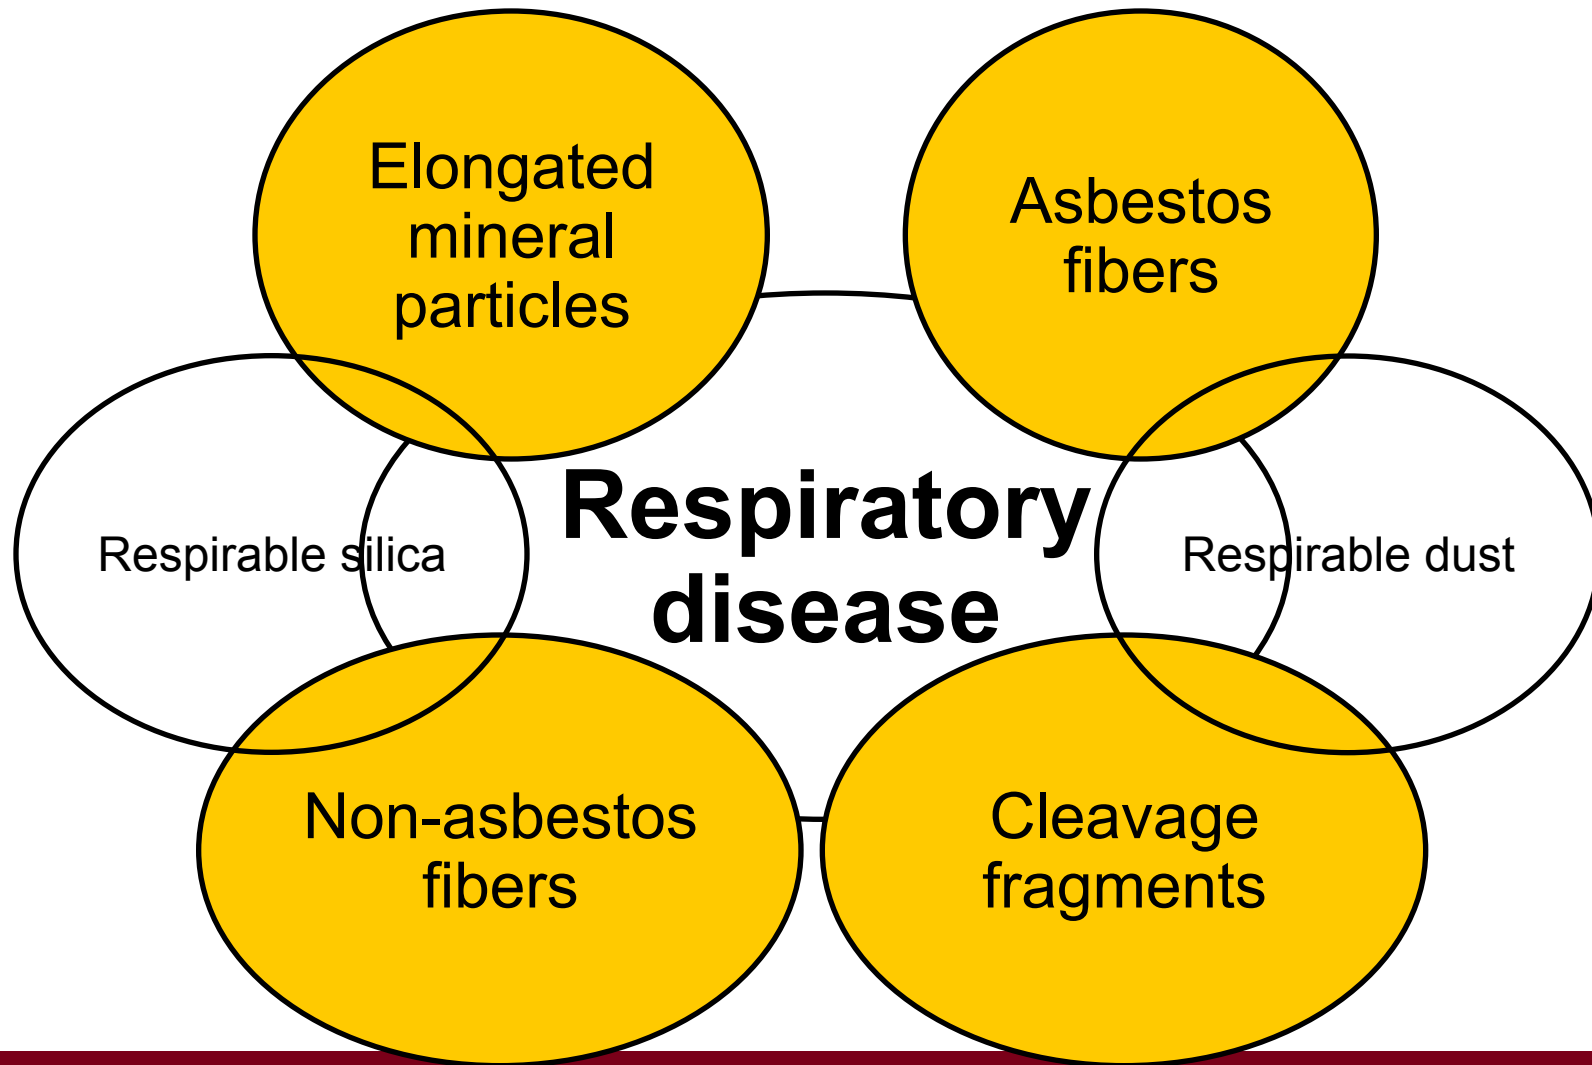 Elongated
mineral
particles
Asbestos
fibers
Respirable silica
Respiratory
disease
Respirable dust
Non-asbestos
fibers
Cleavage
fragments